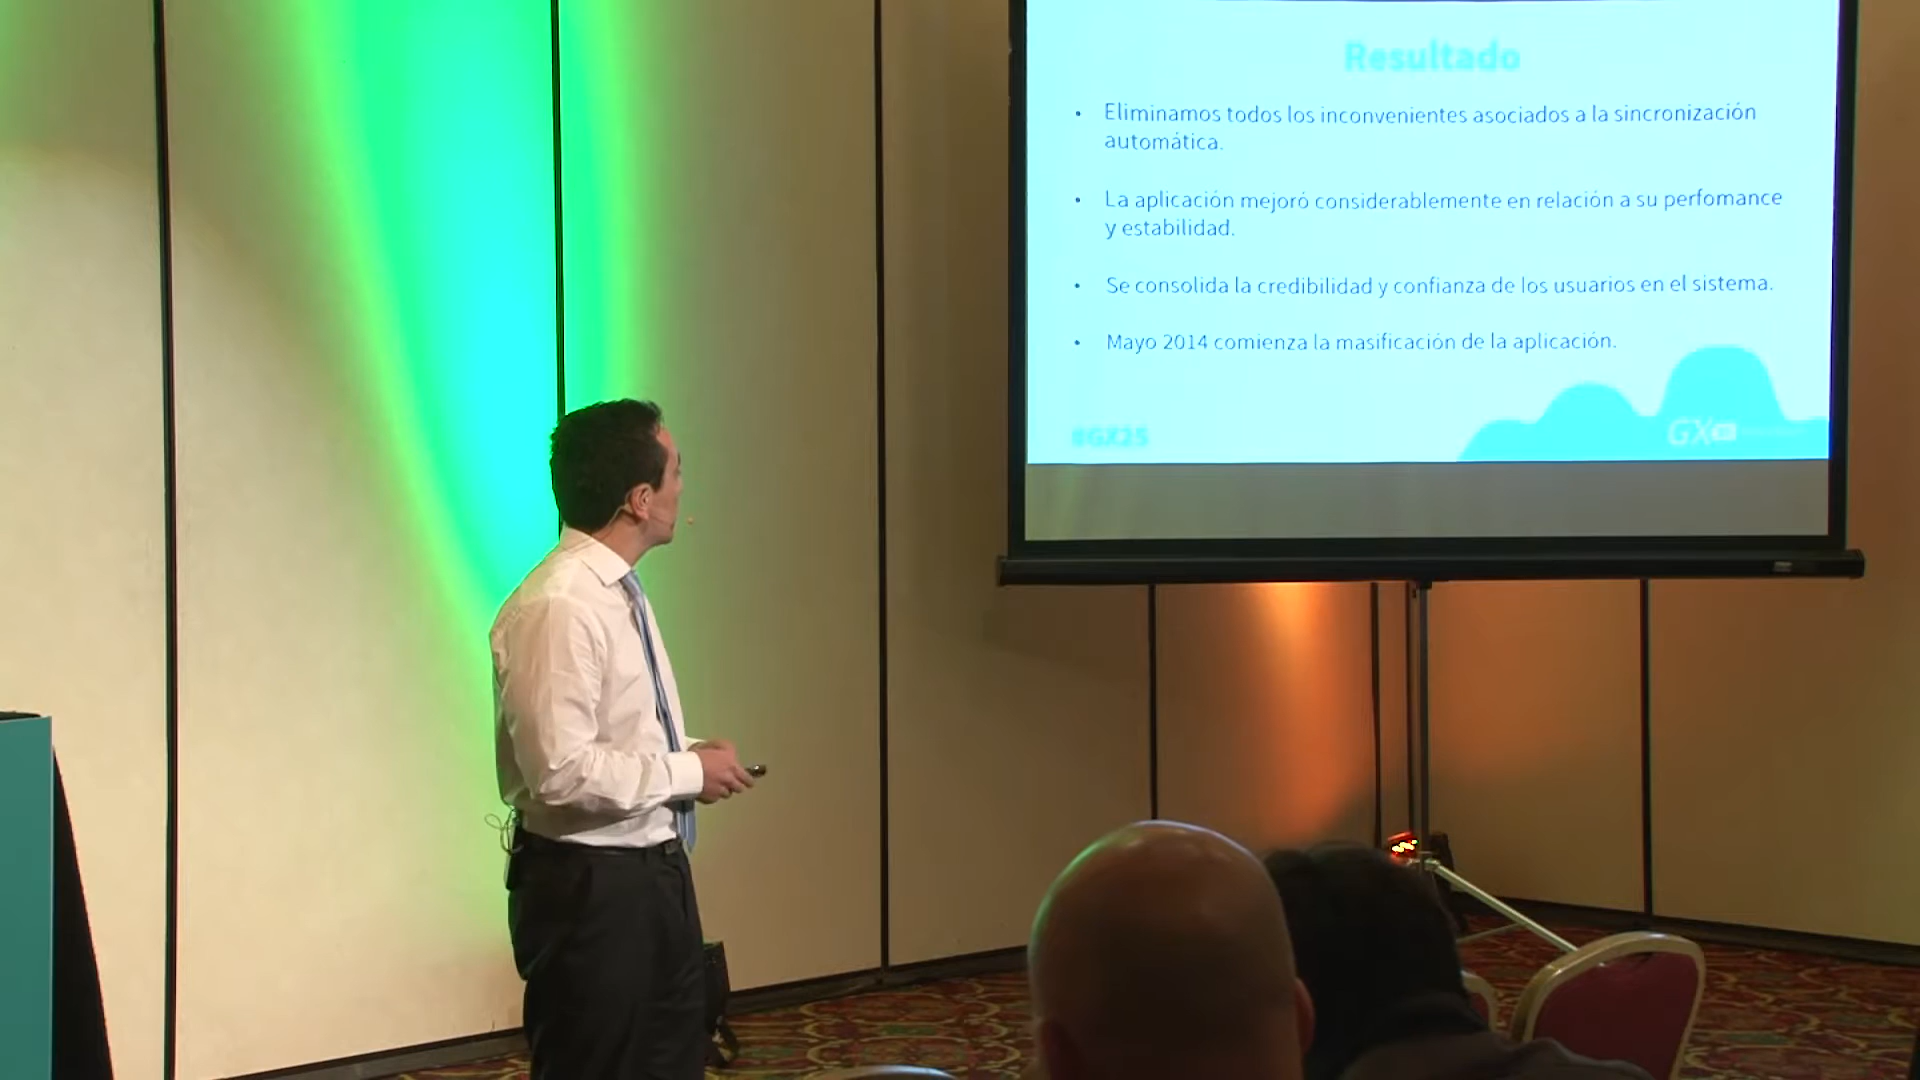 Resultado
• Eliminamos todos los inconvenientes asociados a la sincronización
automática.
• La aplicación mejoró considerablemente en relación a su perfomance
y estabilidad.
• Se consolida la credibilidad y confianza de los usuarios en el sistema.
• Mayo 2014 comienza la masificación de la aplicación.
#GX25
GX